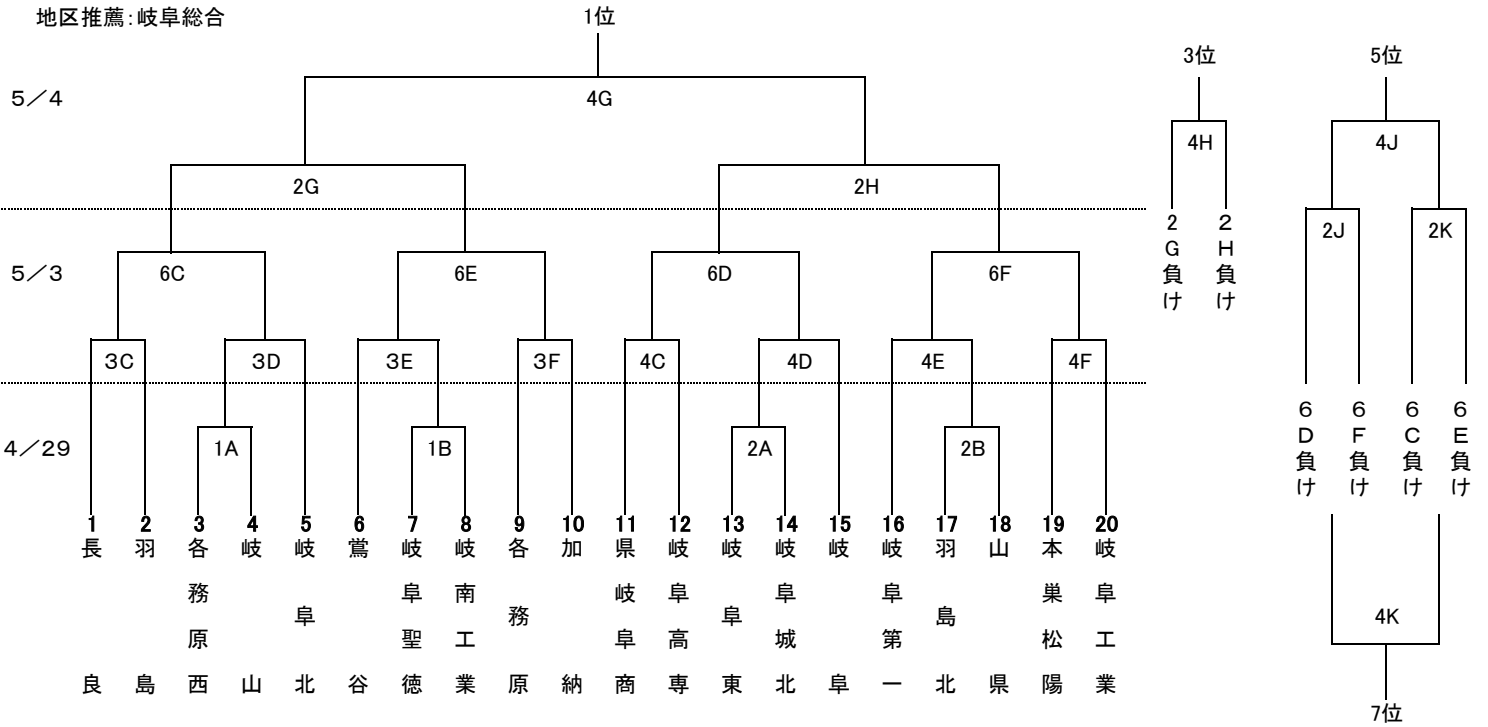 地区推薦：岐阜総合
1位
3位
5位
5／4
4G
4H
4J
2G
2H
2G負け
2H負け
2J
2K
5／3
6C
6E
6D
6F
3C
3D
3E
3F
4C
4D
4E
4F
6D負け
6F負け
6C負け
6E負け
4／29
1A
1B
2A
2B
1 長良
2 羽島
3 各務原西
4 岐山
5 岐阜北
6 鶯谷
7 岐阜聖徳
8 岐南工業
9 各務原
10 加納
11 県岐阜商
12 岐阜高専
13 岐阜東
14 岐阜城北
15 岐阜
16 岐阜第一
17 羽島北
18 山県
19 本巣松陽
20 岐阜工業
4K
7位